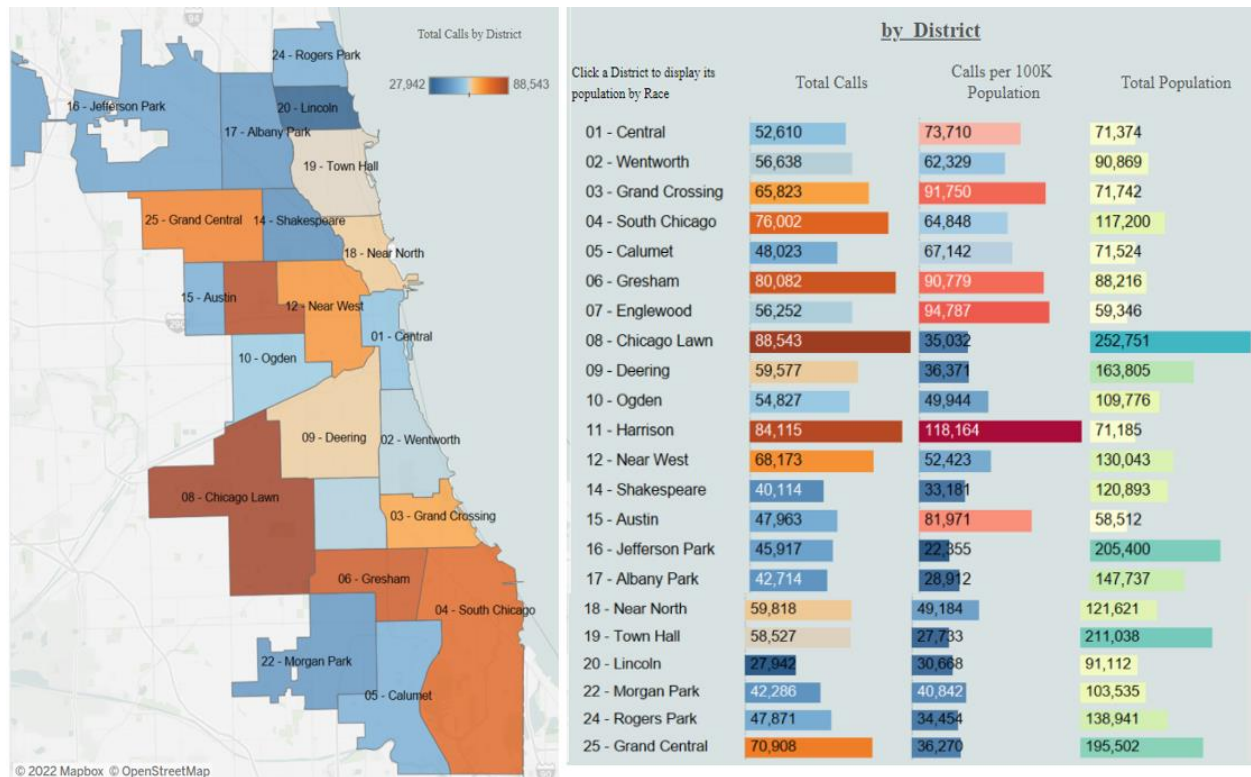 Total Calls by District
27,942 88,543
24 - Rogers Park
16 - Jefferson Park
20 - Lincoln
17 - Albany Park
19 - Town Hall
25 - Grand Central
14 - Shakespeare
18 - Near North
15 - Austin
12 - Near West
01 - Central
10 - Ogden
09 - Deering
02 - Wentworth
08 - Chicago Lawn
03 - Grand Crossing
06 - Gresham
04 - South Chicago
22 - Morgan Park
05 - Calumet
© 2022 Mapbox © OpenStreetMap
by District
Click a District to display its
population by Race
Total Calls
Calls per 100K
Population
Total Population
01 - Central 52,610 73,710 71,374
02 - Wentworth 56,638 62,329 90,869
03 - Grand Crossing 65,823 91,750 71,742
04 - South Chicago 76,002 64,848 117,200
05 - Calumet 48,023 67,142 71,524
06 - Gresham 80,082 90,779 88,216
07 - Englewood 56,252 94,787 59,346
08 - Chicago Lawn 88,543 35,032 252,751
09 - Deering 59,577 36,371 163,805
10 - Ogden 54,827 49,944 109,776
11 - Harrison 84,115 118,164 71,185
12 - Near West 68,173 52,423 130,043
14 - Shakespeare 40,114 33,181 120,893
15 - Austin 47,963 81,971 58,512
16 - Jefferson Park 45,917 22,355 205,400
17 - Albany Park 42,714 28,912 147,737
18 - Near North 59,818 49,184 121,621
19 - Town Hall 58,527 27,733 211,038
20 - Lincoln 27,942 30,668 91,112
22 - Morgan Park 42,286 40,842 103,535
24 - Rogers Park 47,871 34,454 138,941
25 - Grand Central 70,908 36,270 195,502